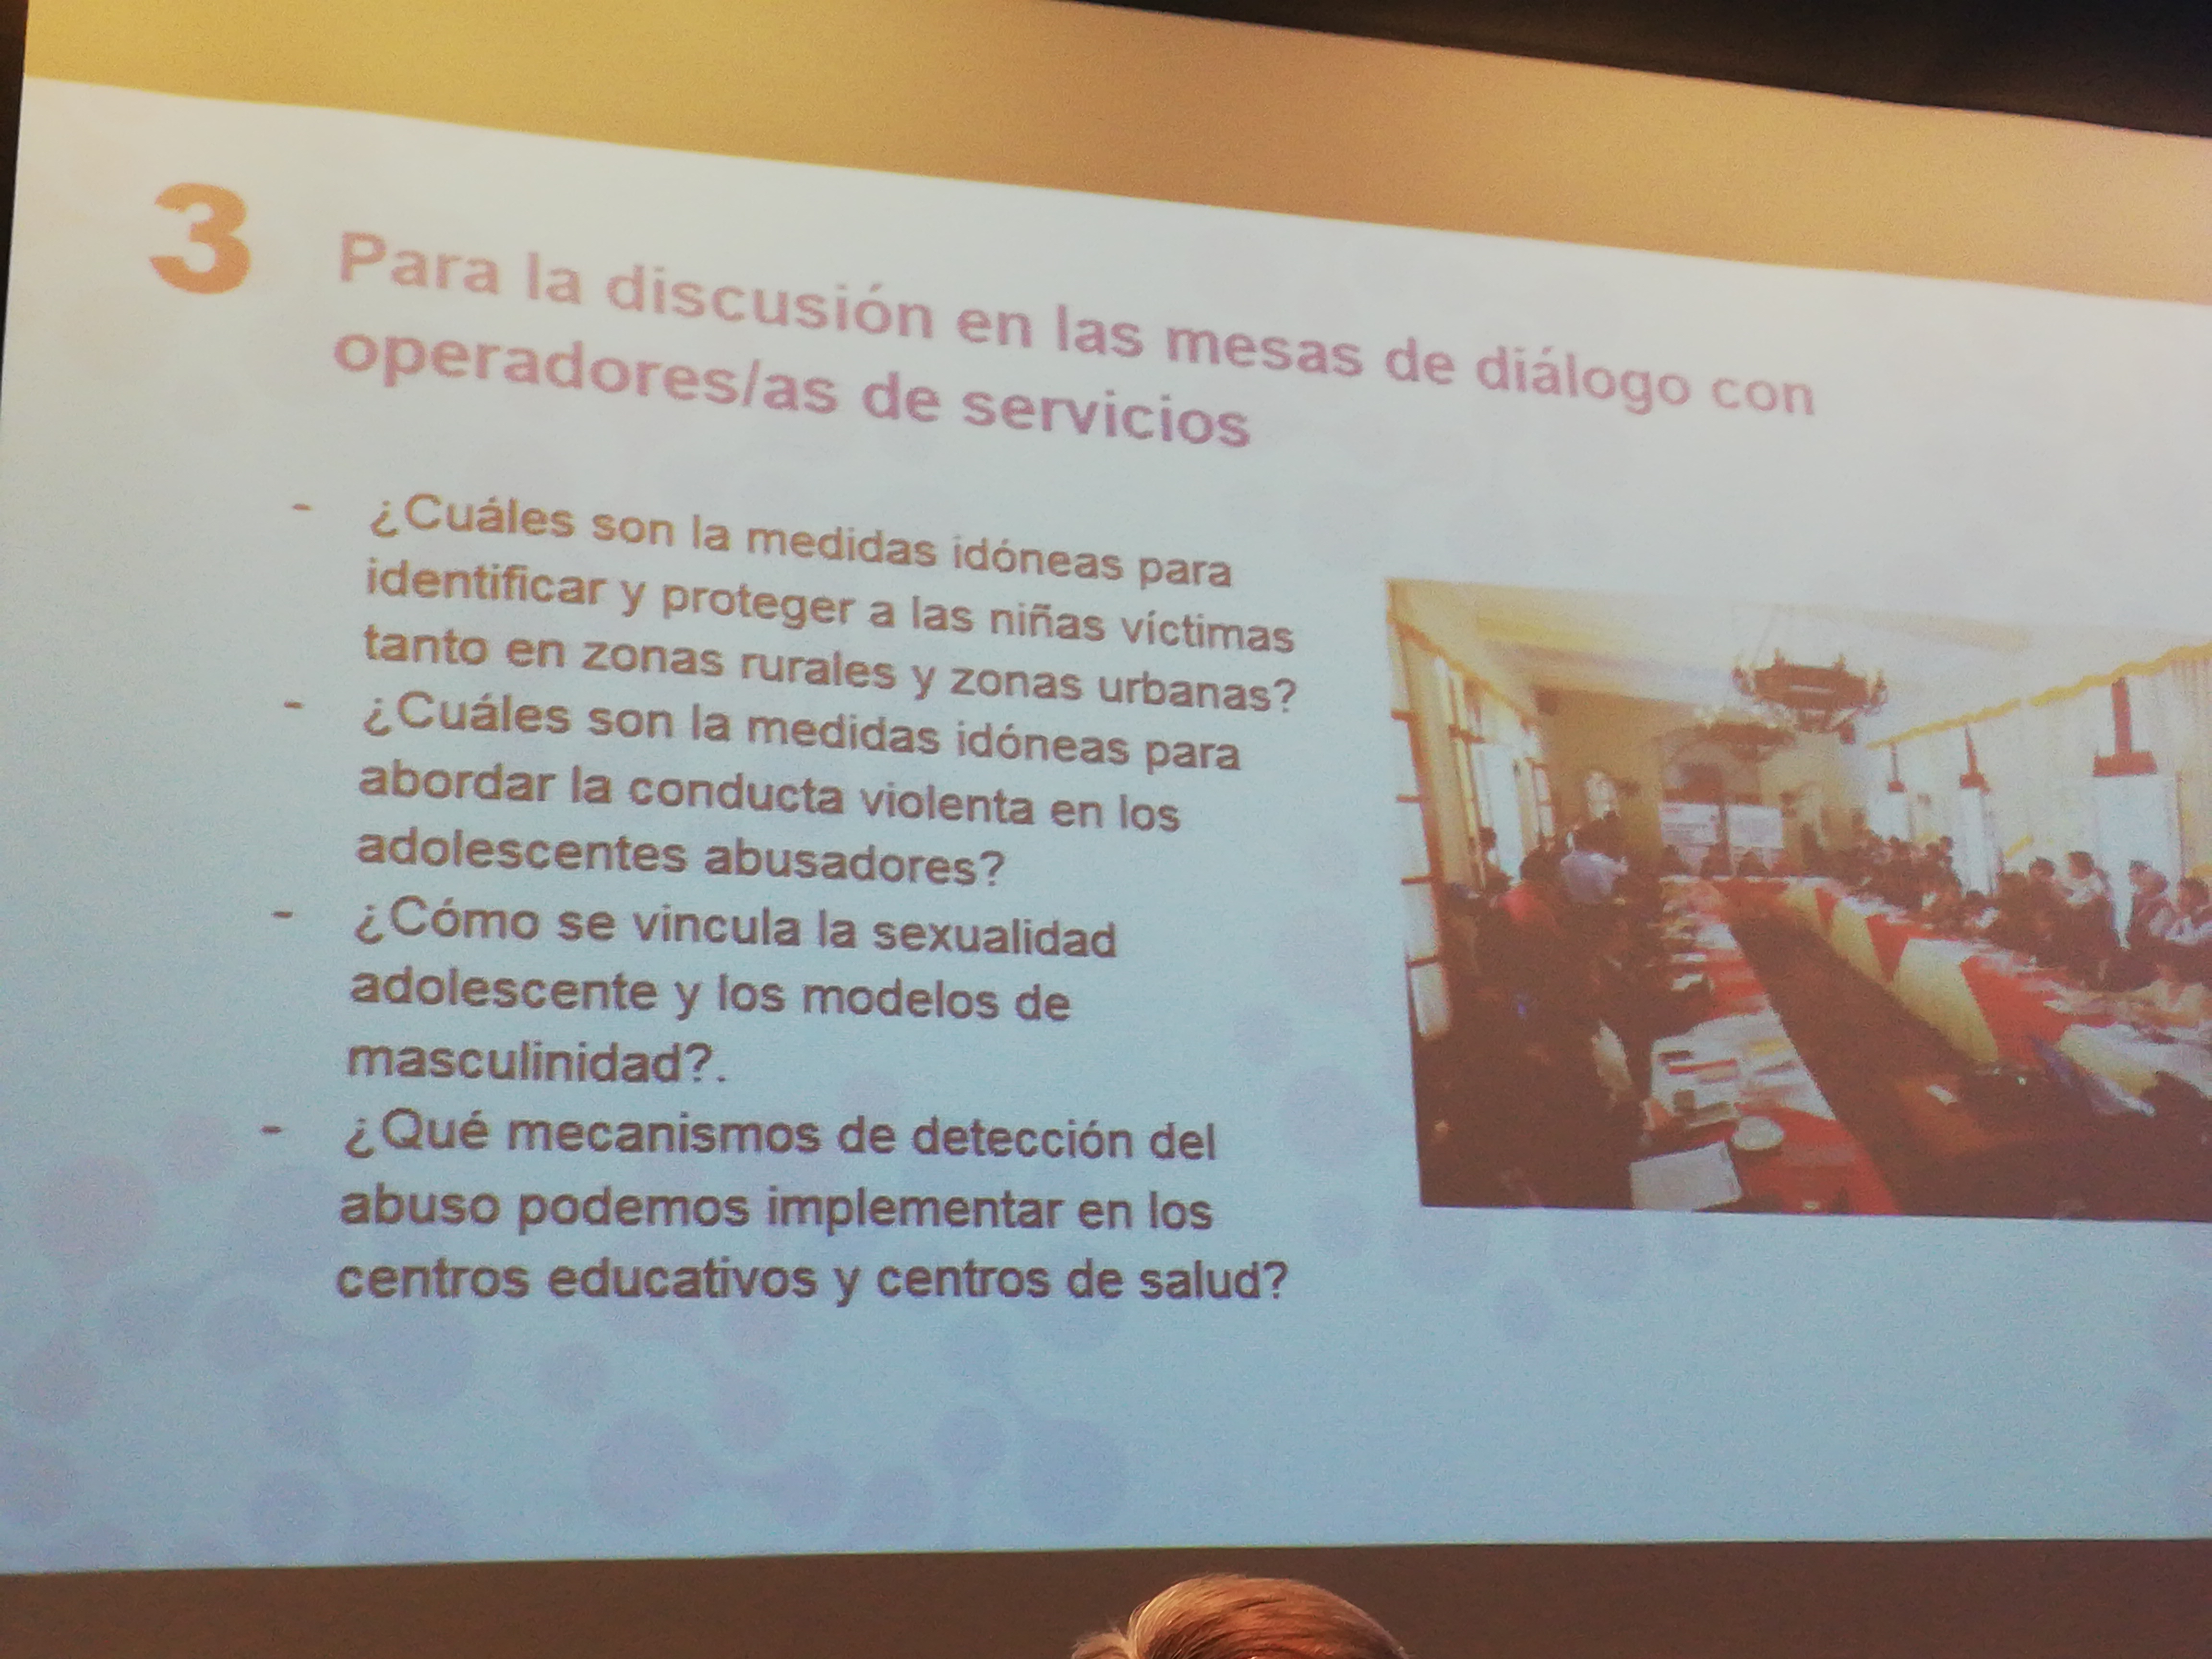 3
Para la discusión en las mesas de diálogo con
operadores/as de servicios
- ¿Cuáles son la medidas idóneas para
identificar y proteger a las niñas víctimas
tanto en zonas rurales y zonas urbanas?
- ¿Cuáles son la medidas idóneas para
abordar la conducta violenta en los
adolescentes abusadores?
- ¿Cómo se vincula la sexualidad
adolescente y los modelos de
masculinidad?.
- ¿Qué mecanismos de detección del
abuso podemos implementar en los
centros educativos y centros de salud?